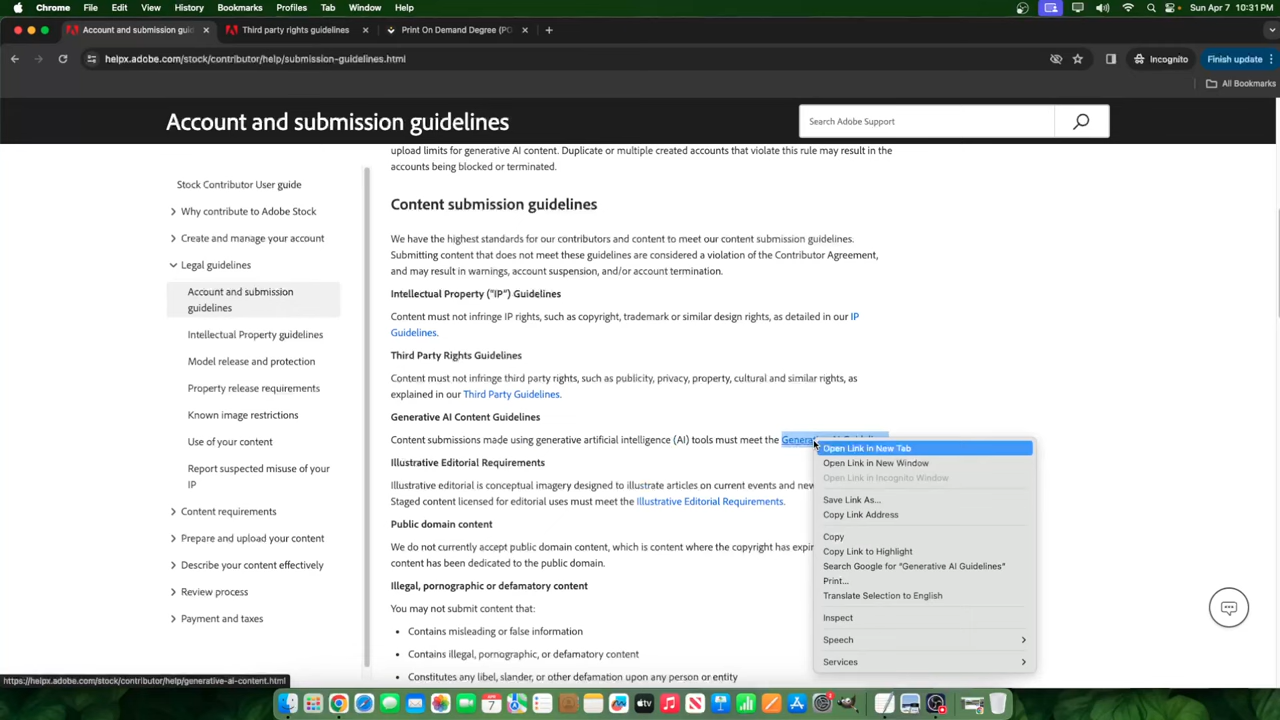 Chrome File Edit View History Bookmarks Profiles Tab Window Help Sun Apr 7 10:31 PM
Account and submission guid Third party rights guidelines Print On Demand Degree (PO
helpx.adobe.com/stock/contributor/help/submission-guidelines.html Incognito Finish update
All Bookmarks
Account and submission guidelines
Search Adobe Support
upload limits for generative AI content. Duplicate or multiple created accounts that violate this rule may result in the
accounts being blocked or terminated.
Stock Contributor User guide
Why contribute to Adobe Stock
Create and manage your account
Legal guidelines
Account and submission
guidelines
Intellectual Property guidelines
Model release and protection
Property release requirements
Known image restrictions
Use of your content
Report suspected misuse of your
IP
Content requirements
Prepare and upload your content
Describe your content effectively
Review process
Payment and taxes
Content submission guidelines
We have the highest standards for our contributors and content to meet our content submission guidelines.
Submitting content that does not meet these guidelines are considered a violation of the Contributor Agreement,
and may result in warnings, account suspension, and/or account termination.
Intellectual Property ("IP") Guidelines
Content must not infringe IP rights, such as copyright, trademark or similar design rights, as detailed in our IP
Guidelines.
Third Party Rights Guidelines
Content must not infringe third party rights, such as publicity, privacy, property, cultural and similar rights, as
explained in our Third Party Guidelines.
Generative AI Content Guidelines
Content submissions made using generative artificial intelligence (AI) tools must meet the
Illustrative Editorial Requirements
Illustrative editorial is conceptual imagery designed to illustrate articles on current events and new
Staged content licensed for editorial uses must meet the Illustrative Editorial Requirements.
Public domain content
We do not currently accept public domain content, which is content where the copyright has expir
content has been dedicated to the public domain.
Illegal, pornographic or defamatory content
You may not submit content that:
• Contains misleading or false information
• Contains illegal, pornographic, or defamatory content
• Constitutes any libel, slander, or other defamation upon any person or entity
Open Link in New Tab
Open Link in New Window
Open Link in Incognito Window
Save Link As...
Copy Link Address
Copy
Copy Link to Highlight
Search Google for "Generative AI Guidelines"
Print...
Translate Selection to English
Inspect
Speech
Services
https://helpx.adobe.com/stock/contributor/help/generative-ai-content.html